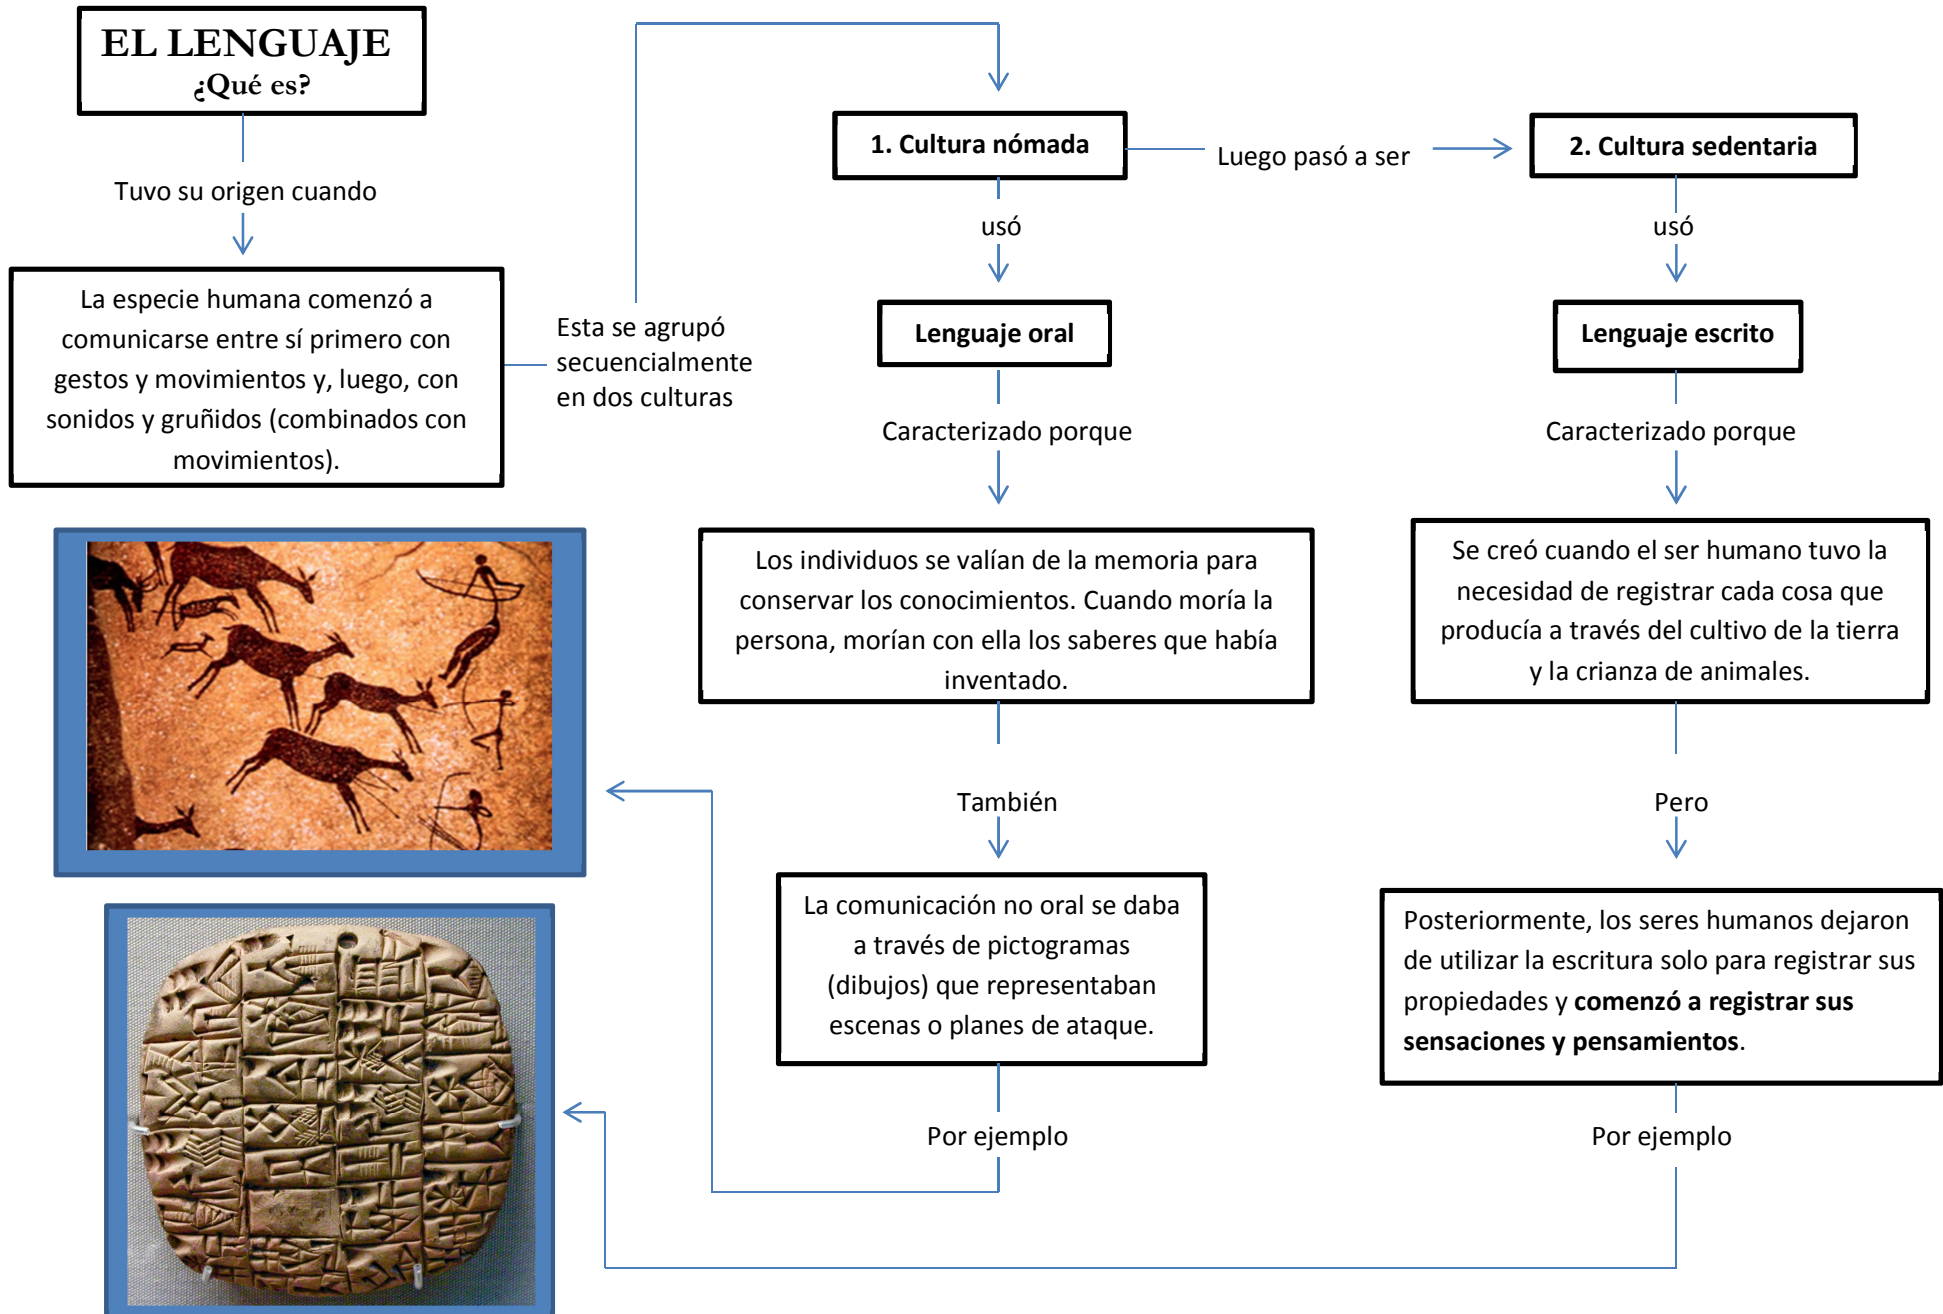 EL LENGUAJE
¿Qué es?
Tuvo su origen cuando
La especie humana comenzó a
comunicarse entre sí primero con
gestos y movimientos y, luego, con
sonidos y gruñidos (combinados con
movimientos).
Esta se agrupó
secuencialmente
en dos culturas
1. Cultura nómada
Luego pasó a ser
2. Cultura sedentaria
usó
Lenguaje oral
Caracterizado porque
Los individuos se valían de la memoria para
conservar los conocimientos. Cuando moría la
persona, morían con ella los saberes que había
inventado.
También
La comunicación no oral se daba
a través de pictogramas
(dibujos) que representaban
escenas o planes de ataque.
Por ejemplo
usó
Lenguaje escrito
Caracterizado porque
Se creó cuando el ser humano tuvo la
necesidad de registrar cada cosa que
producía a través del cultivo de la tierra
y la crianza de animales.
Pero
Posteriormente, los seres humanos dejaron
de utilizar la escritura solo para registrar sus
propiedades y comenzó a registrar sus
sensaciones y pensamientos.
Por ejemplo